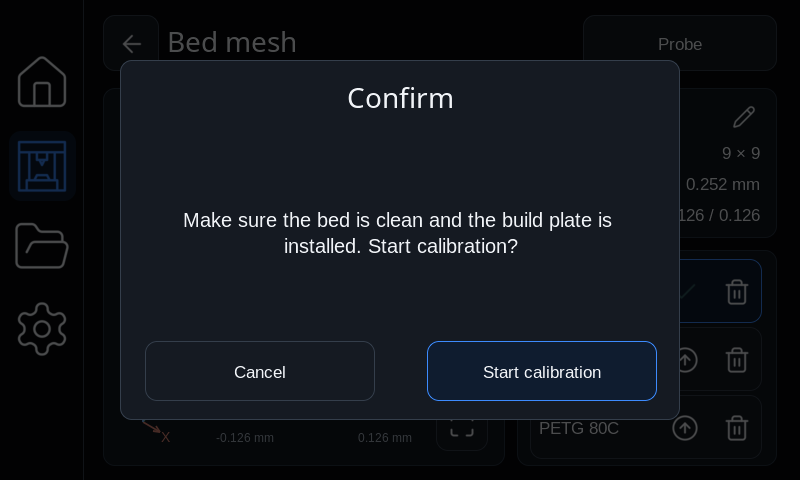 Bed mesh
Probe
Confirm
Make sure the bed is clean and the build plate is
installed. Start calibration?
Cancel
Start calibration
9 × 9
0.252 mm
126 / 0.126
PETG 80C
X
-0.126 mm
0.126 mm